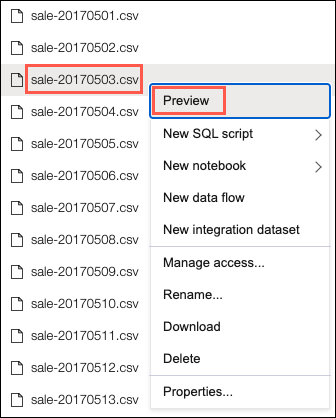 sale-20170501.csv
sale-20170502.csv
sale-20170503.csv
sale-20170504.csv
sale-20170505.csv
sale-20170506.csv
sale-20170507.csv
sale-20170508.csv
sale-20170509.csv
sale-20170510.csv
sale-20170511.csv
sale-20170512.csv
sale-20170513.csv
Preview
New SQL script
New notebook
New data flow
New integration dataset
Manage access...
Rename...
Download
Delete
Properties...